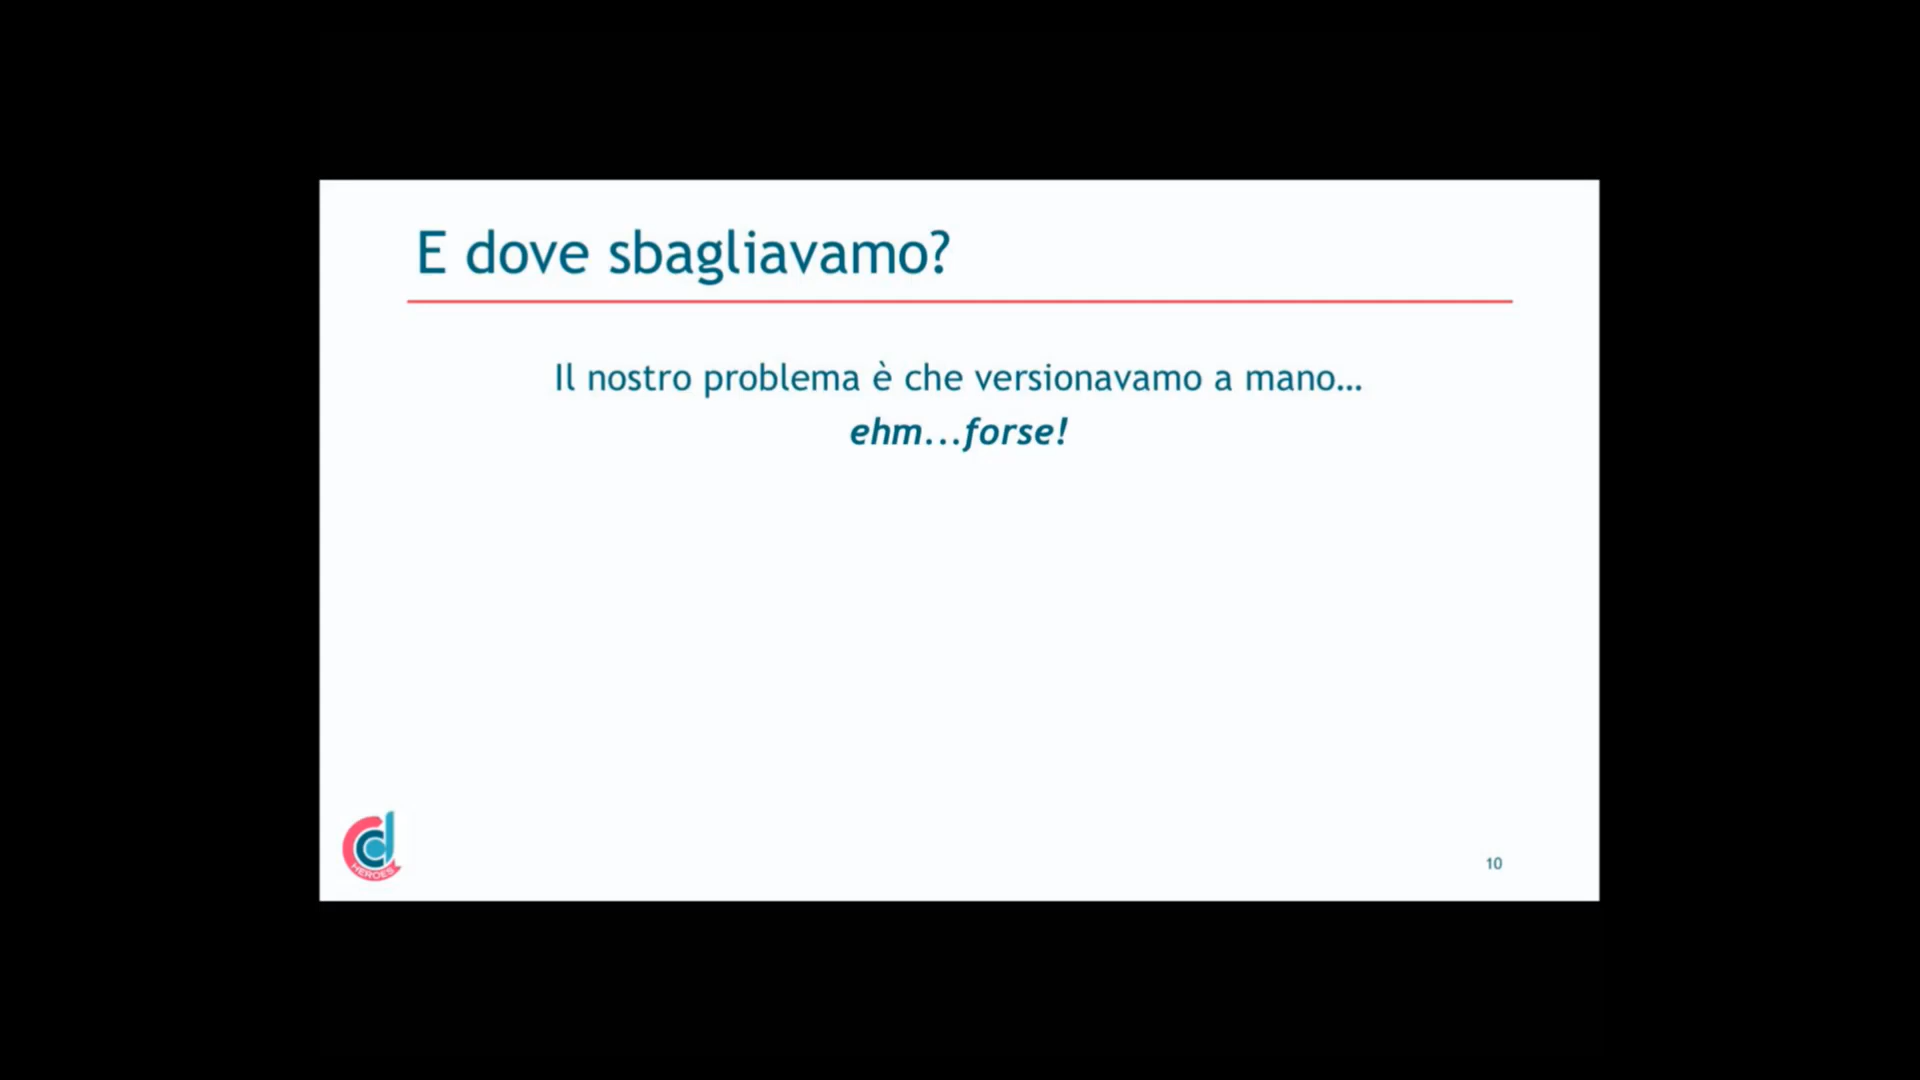 E dove sbagliavamo?
Il nostro problema è che versionavamo a mano...
ehm...forse!
HEROES
10